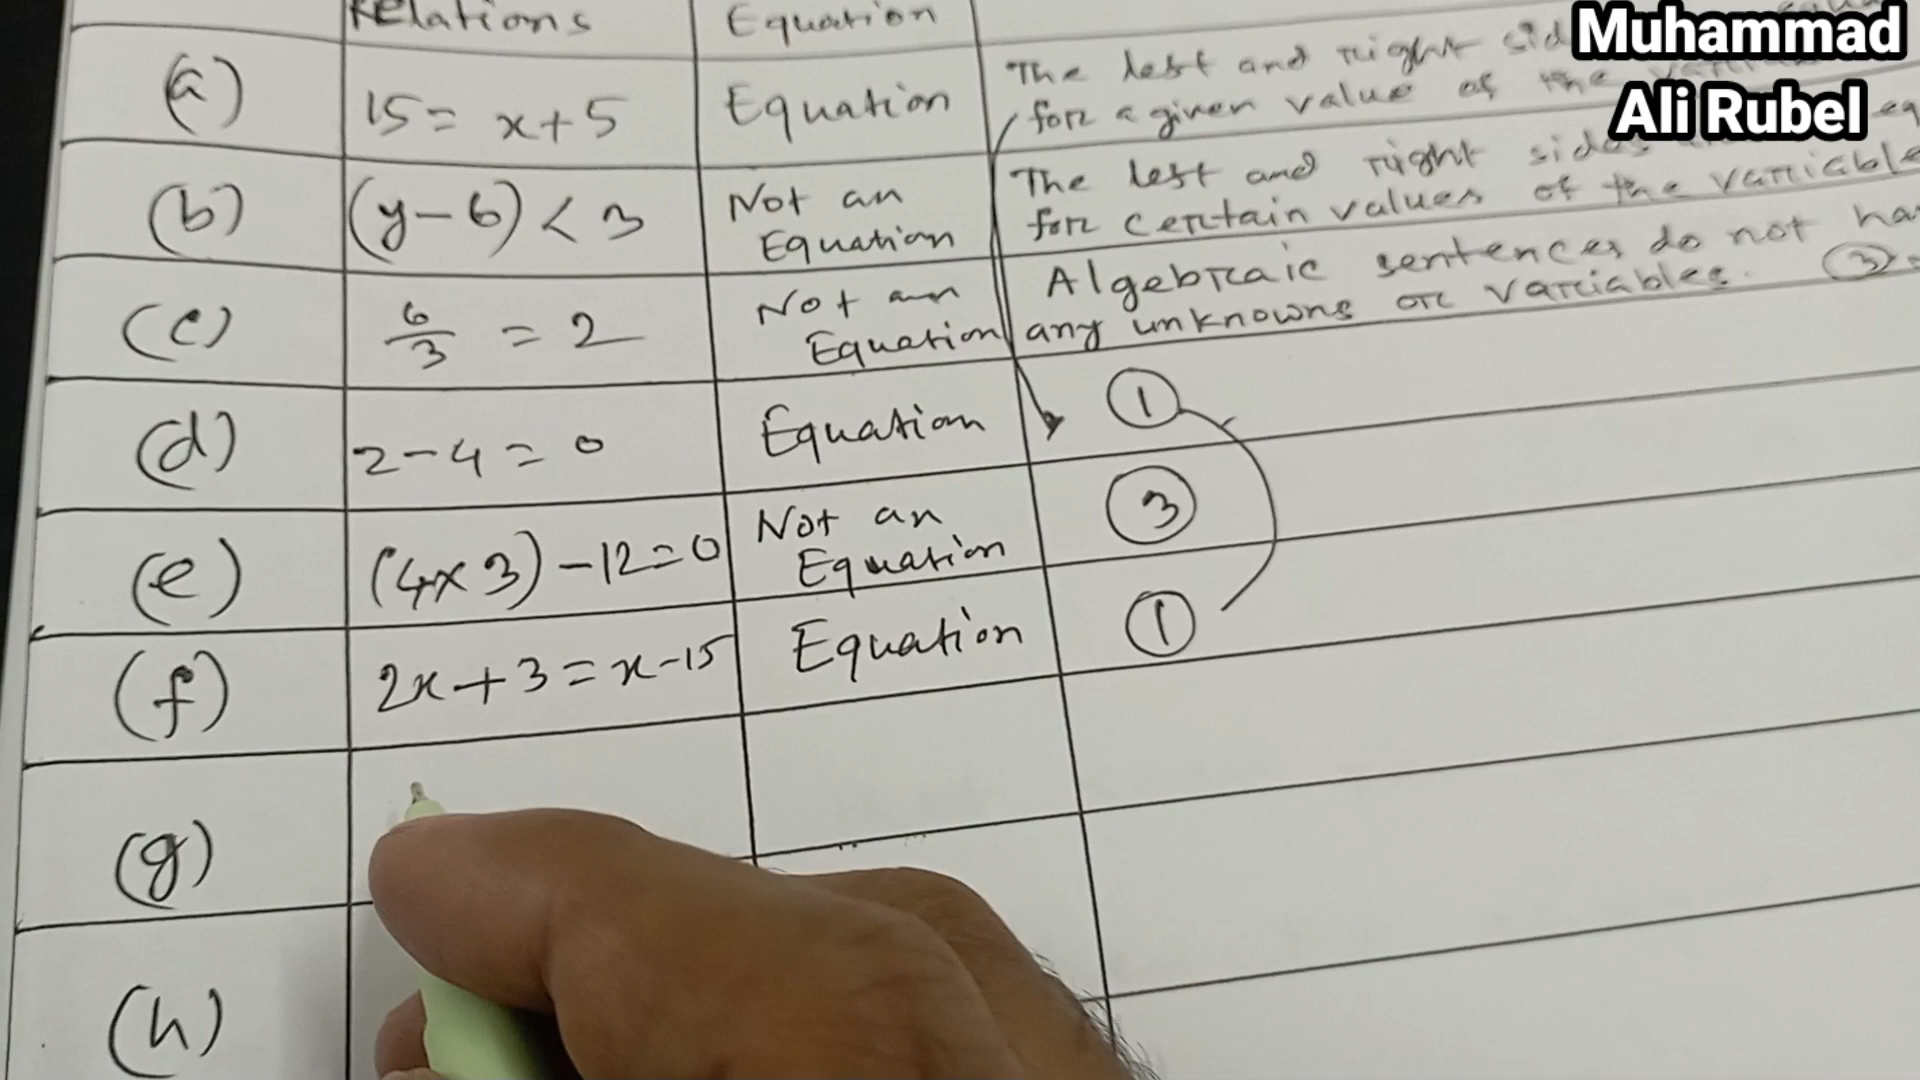 Muhammad
Ali Rubel
Relations
Equation
(a)
15 = x+5
Equation
The left and right
for a given value of the
(b)
(y-6) < 3
Not an
Equation
The left and right sides
for certain values of the variable
(c)
6/3 = 2
Not an
Equation
Algebraic sentences do not
any unknowns or variables. (3)
(d)
2-4=0
Equation
(1)
(e)
(4x3)-12=0
Not an
Equation
(3)
(f)
2x+3=x-15
Equation
(1)
(g)
(h)